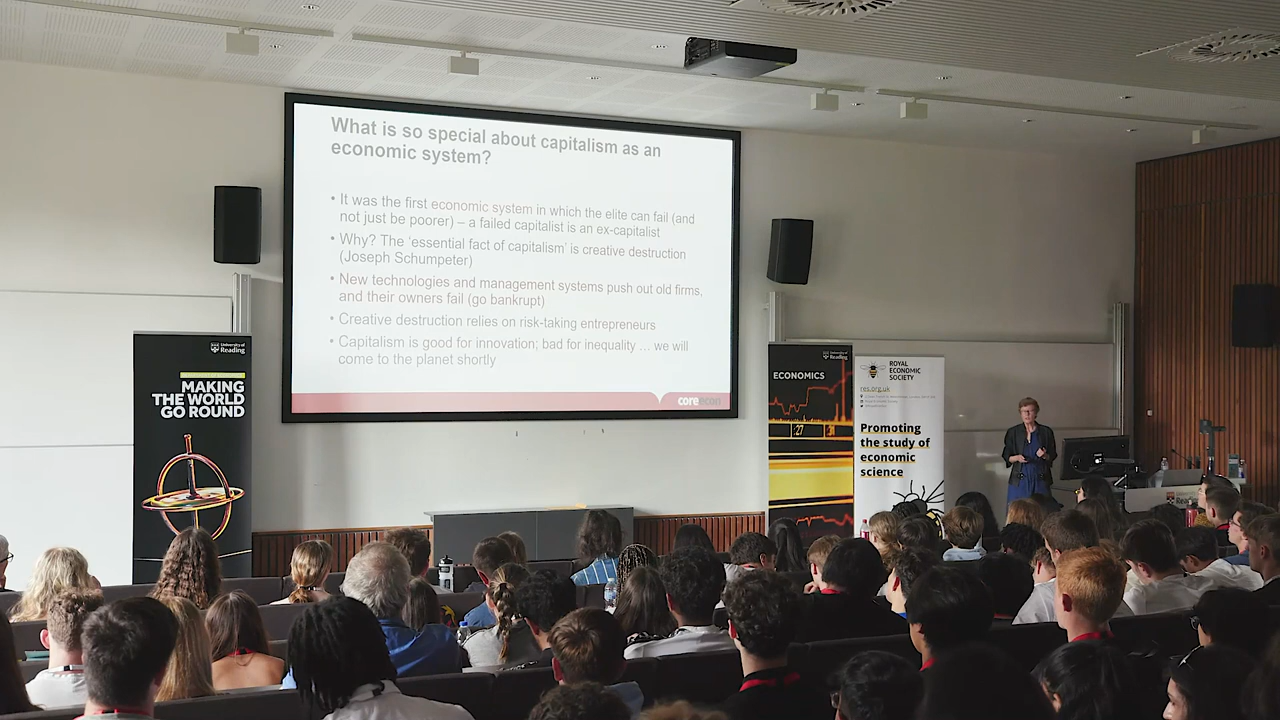 What is so special about capitalism as an
economic system?
• It was the first economic system in which the elite can fail (and
not just be poorer) – a failed capitalist is an ex-capitalist
• Why? The ‘essential fact of capitalism’ is creative destruction
(Joseph Schumpeter)
• New technologies and management systems push out old firms,
and their owners fail (go bankrupt)
• Creative destruction relies on risk-taking entrepreneurs
• Capitalism is good for innovation; bad for inequality … we will
come to the planet shortly
coreecon
University of
Reading
MAKING
THE WORLD
GO ROUND
University of
Reading
ECONOMICS
:27
ROYAL
ECONOMIC
SOCIETY
res.org.uk
Promoting
the study of
economic
science